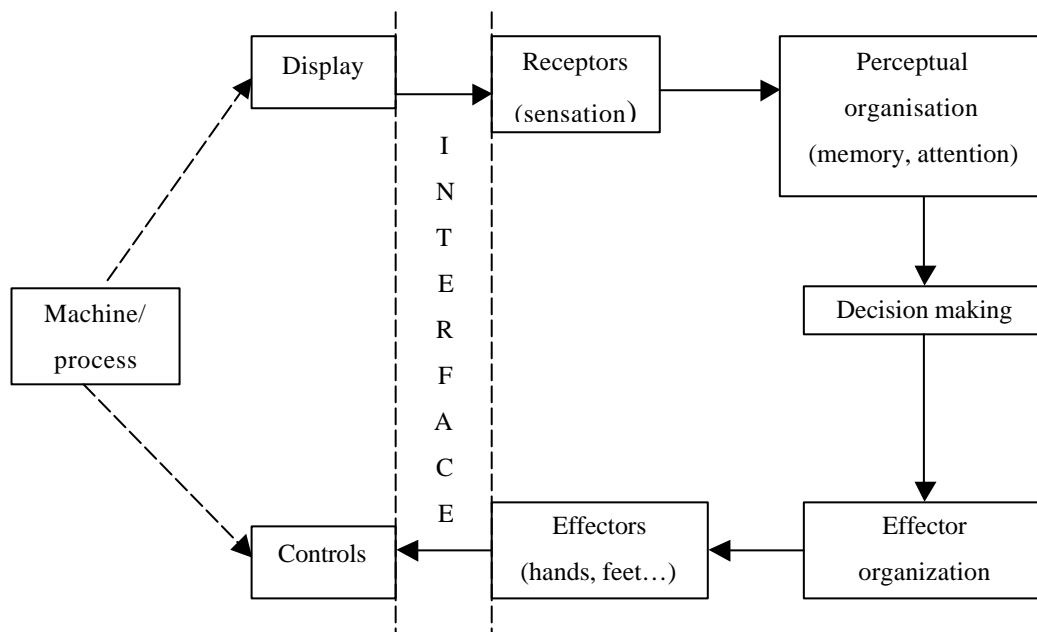 Display
Receptors
(sensation)
Perceptual
organisation
(memory, attention)
I
N
T
E
R
F
A
C
E
Machine/
process
Decision making
Controls
Effectors
(hands, feet…)
Effector
organization